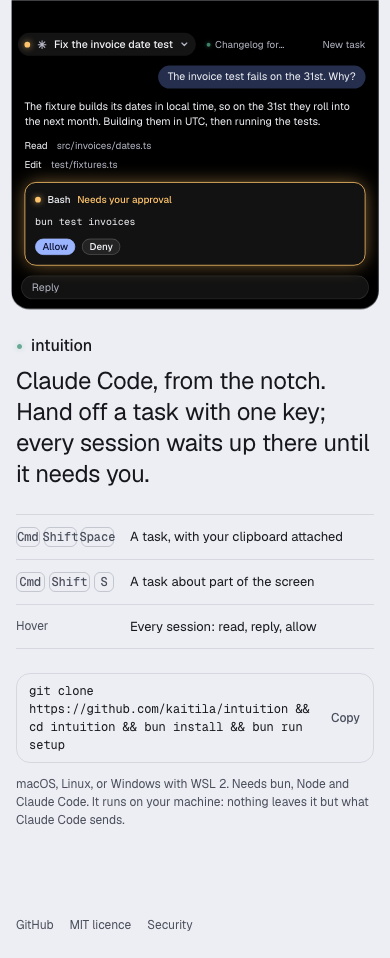 Fix the invoice date test
Changelog for...
New task
The invoice test fails on the 31st. Why?
The fixture builds its dates in local time, so on the 31st they roll into
the next month. Building them in UTC, then running the tests.
Read src/invoices/dates.ts
Edit test/fixtures.ts
Bash Needs your approval
bun test invoices
Allow Deny
Reply
intuition
Claude Code, from the notch.
Hand off a task with one key;
every session waits up there until
it needs you.
Cmd Shift Space A task, with your clipboard attached
Cmd Shift S A task about part of the screen
Hover Every session: read, reply, allow
git clone
https://github.com/kaitila/intuition &&
cd intuition && bun install && bun run
setup
Copy
macOS, Linux, or Windows with WSL 2. Needs bun, Node and
Claude Code. It runs on your machine: nothing leaves it but what
Claude Code sends.
GitHub MIT licence Security